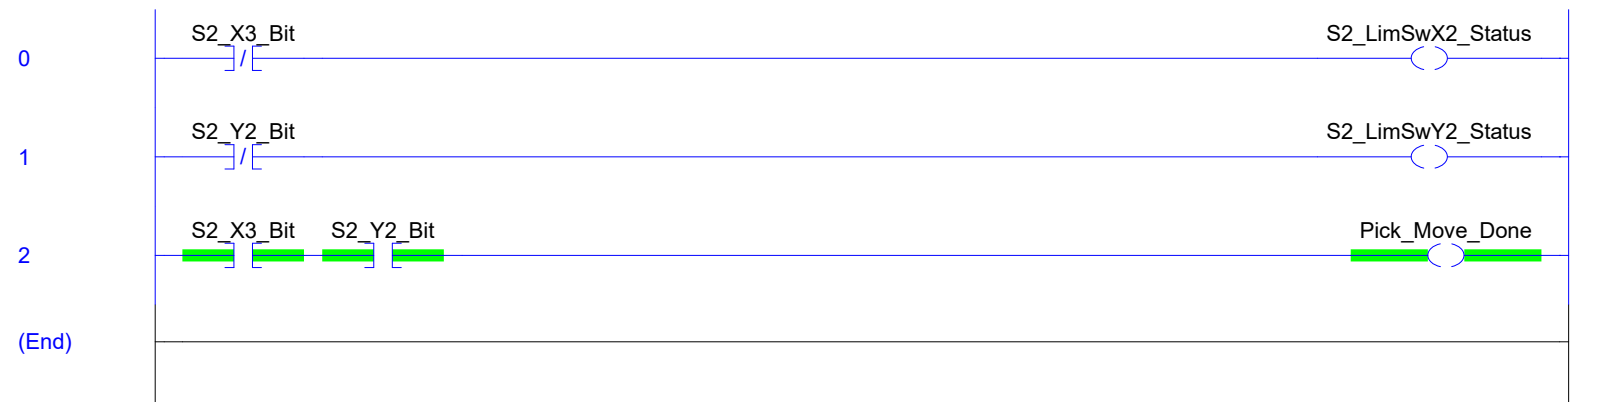 S2_X3_Bit S2_LimSwX2_Status
0 /
S2_Y2_Bit S2_LimSwY2_Status
1 /
S2_X3_Bit S2_Y2_Bit Pick_Move_Done
2
(End)